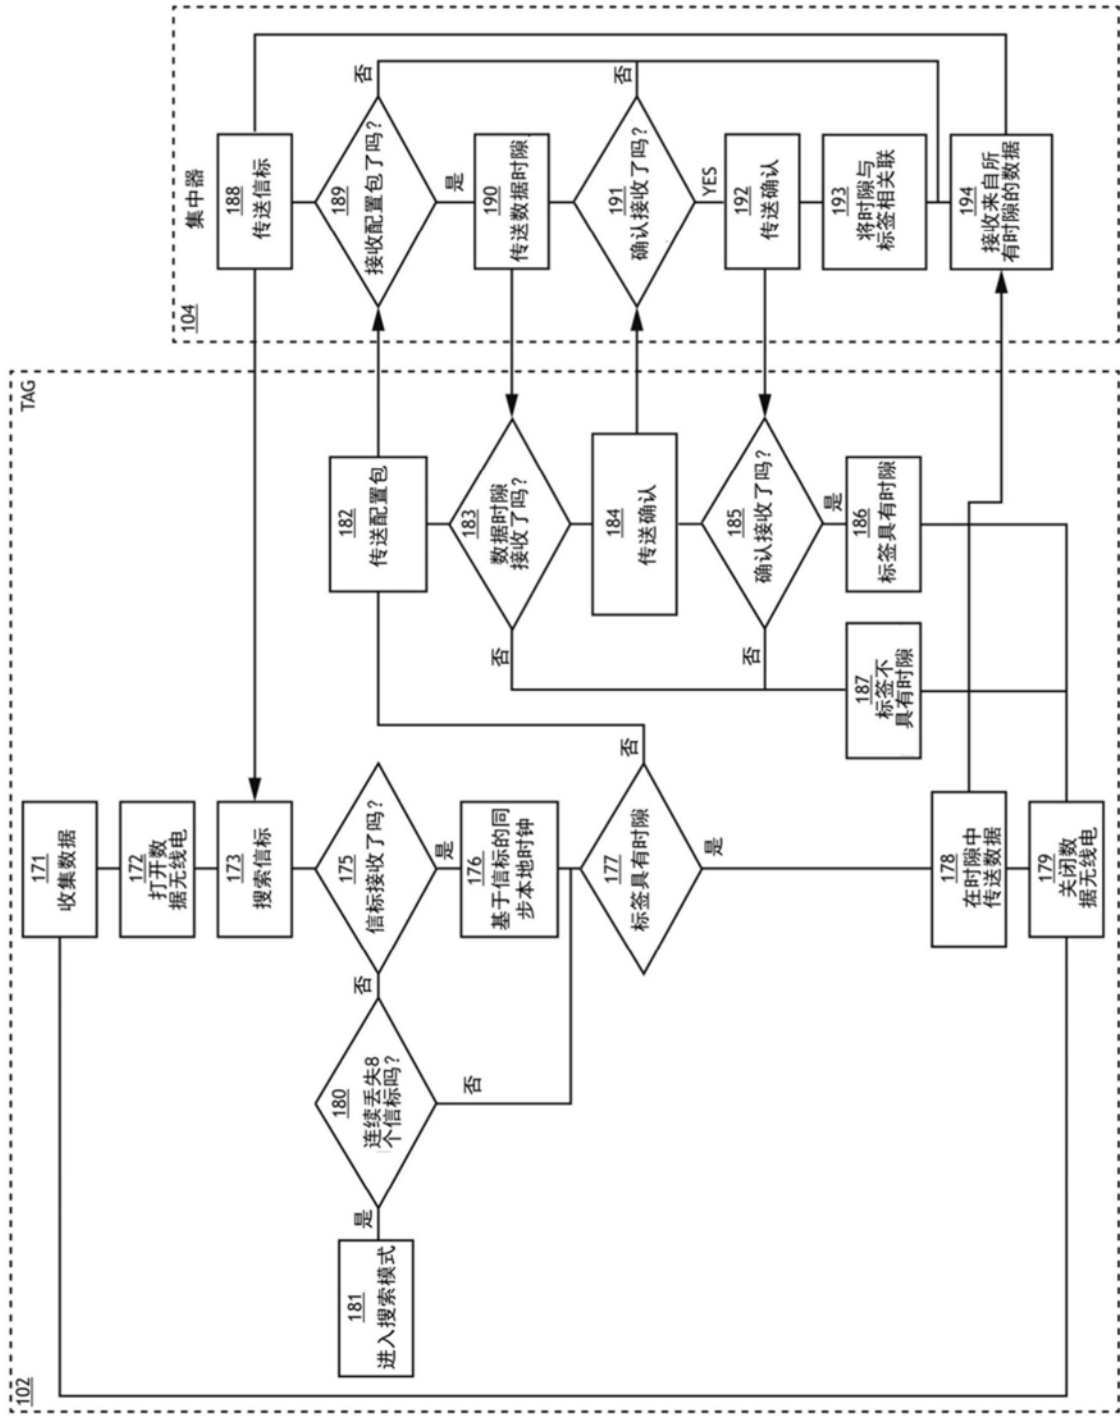 102
TAG
171
收集数据
172
打开数
据无线电
173
搜索信标
175
信标接收了吗?
否
是
180
连续丢失8
个信标吗?
是
否
181
进入搜索模式
176
基于信标的同
步本地时钟
177
标签具有时隙
否
是
178
在时隙中
传送数据
179
关闭数
据无线电
182
传送配置包
183
数据时隙
接收了吗?
否
184
传送确认
185
确认接收了吗?
否
是
186
标签具有时隙
187
标签不
具有时隙
104
集中器
188
传送信标
189
接收配置包了吗?
否
是
190
传送数据时隙
191
确认接收了吗?
否
YES
192
传送确认
193
将时隙与
标签相关联
194
接收来自所
有时隙的数据